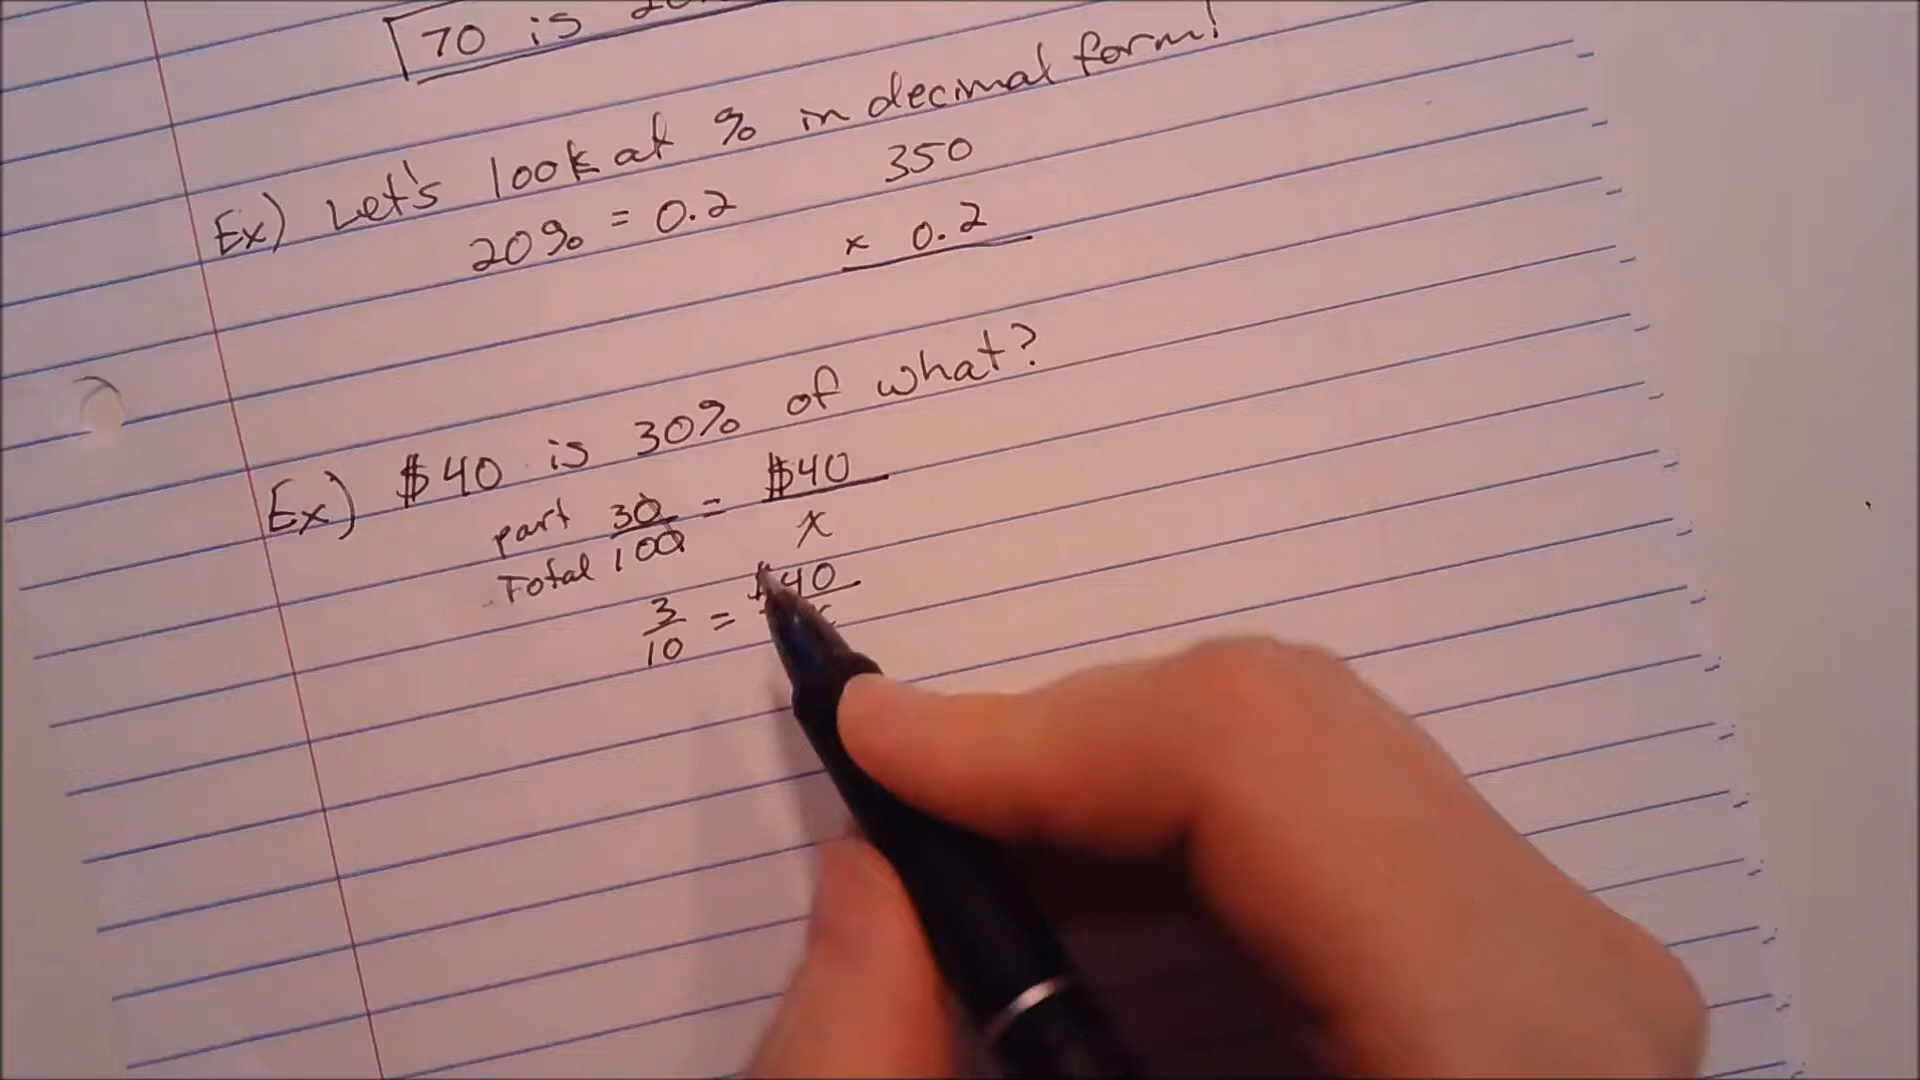 70 is
Ex) Let's look at % in decimal form!
20% = 0.2
350
x 0.2
Ex) $40 is 30% of what?
part 30 = $40
Total 100 x
3 = $40
10